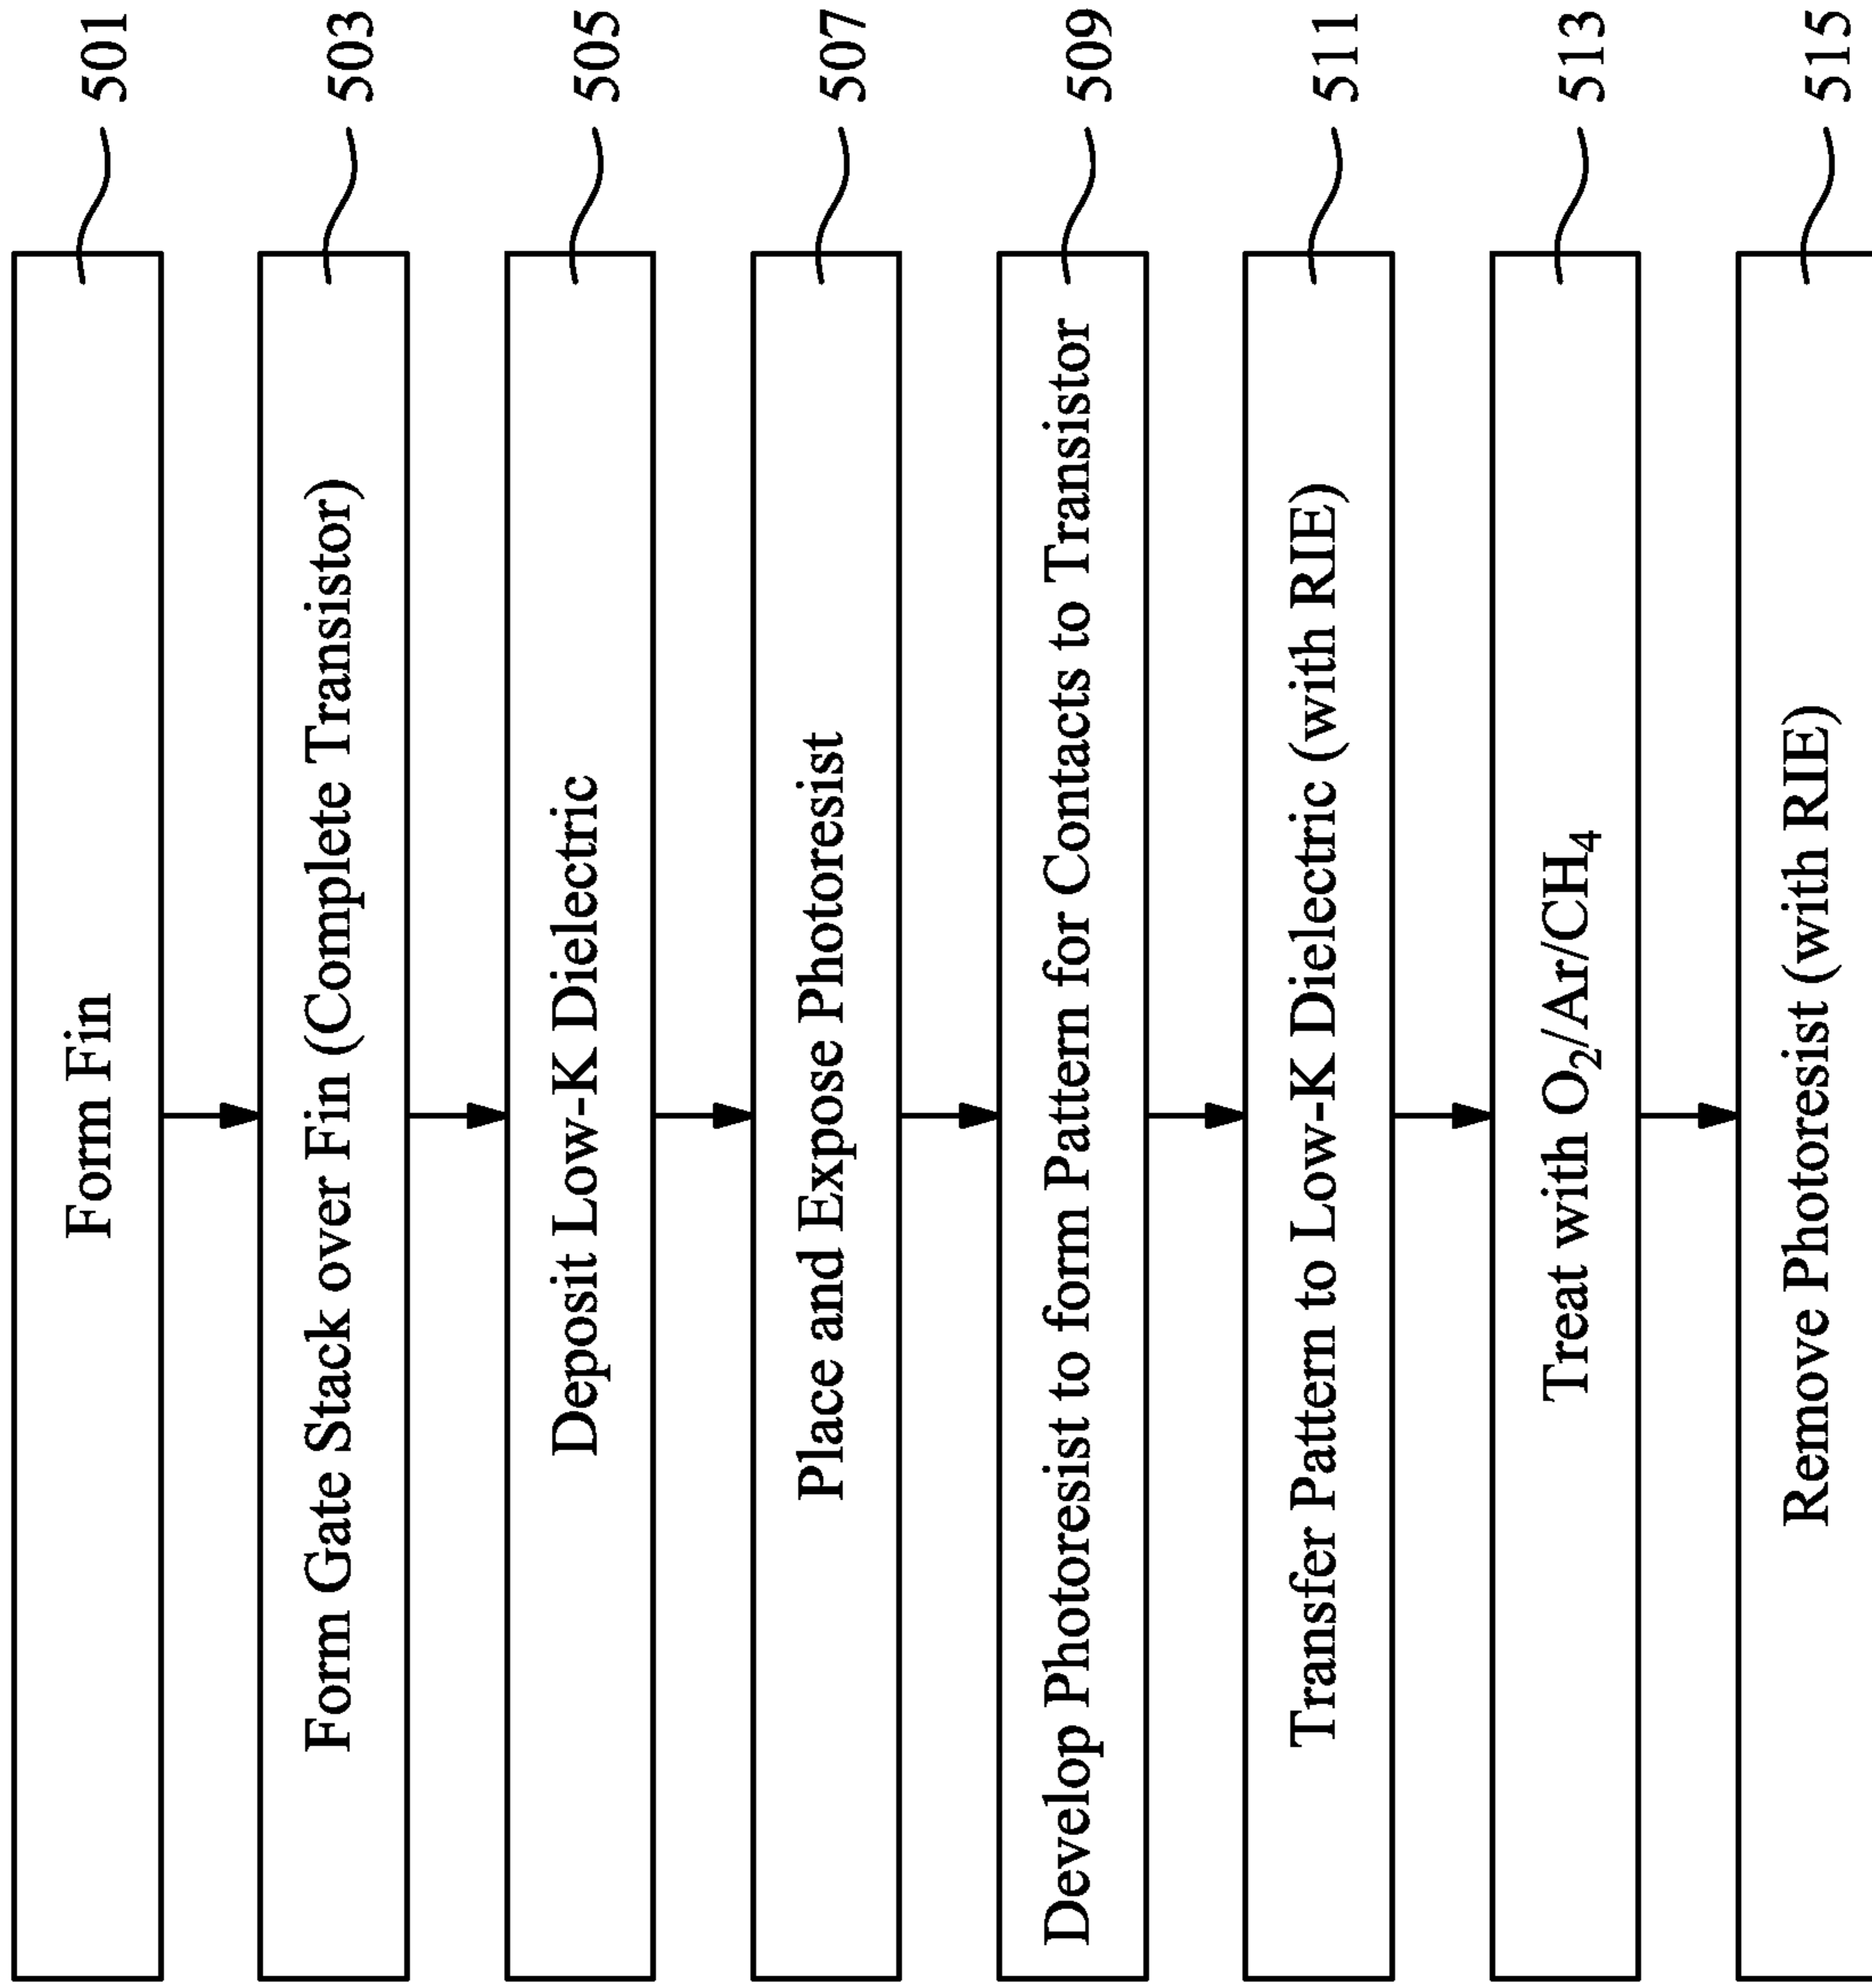 Form Fin 501
Form Gate Stack over Fin (Complete Transistor) 503
Deposit Low-K Dielectric 505
Place and Expose Photoresist 507
Develop Photoresist to form Pattern for Contacts to Transistor 509
Transfer Pattern to Low-K Dielectric (with RIE) 511
Treat with O₂/Ar/CH₄ 513
Remove Photoresist (with RIE) 515